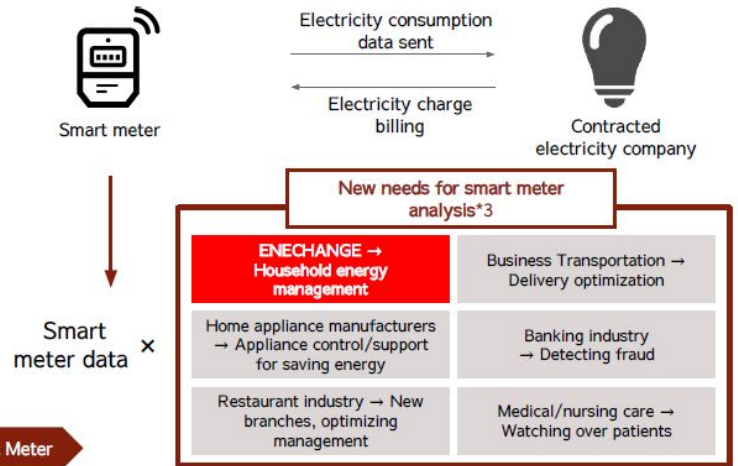 Electricity consumption
data sent
Electricity charge
billing
Smart meter
Contracted
electricity company
New needs for smart meter
analysis*3
ENECHANGE →
Household energy
management
Business Transportation →
Delivery optimization
Smart
meter data ×
Home appliance manufacturers
→ Appliance control/support
for saving energy
Banking industry
→ Detecting fraud
Restaurant industry → New
branches, optimizing
management
Medical/nursing care →
Watching over patients
Meter